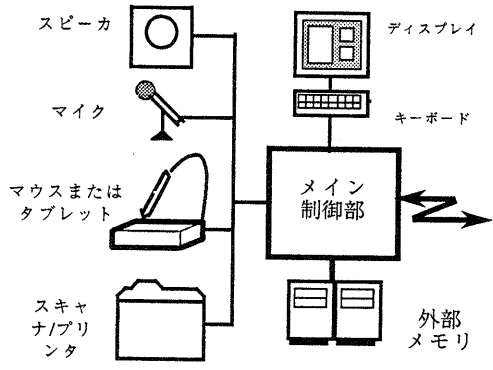 スピーカ
ディスプレイ
マイク
キーボード
マウスまたは
タブレット
メイン
制御部
スキャ
ナ/プリ
ンタ
外部
メモリ